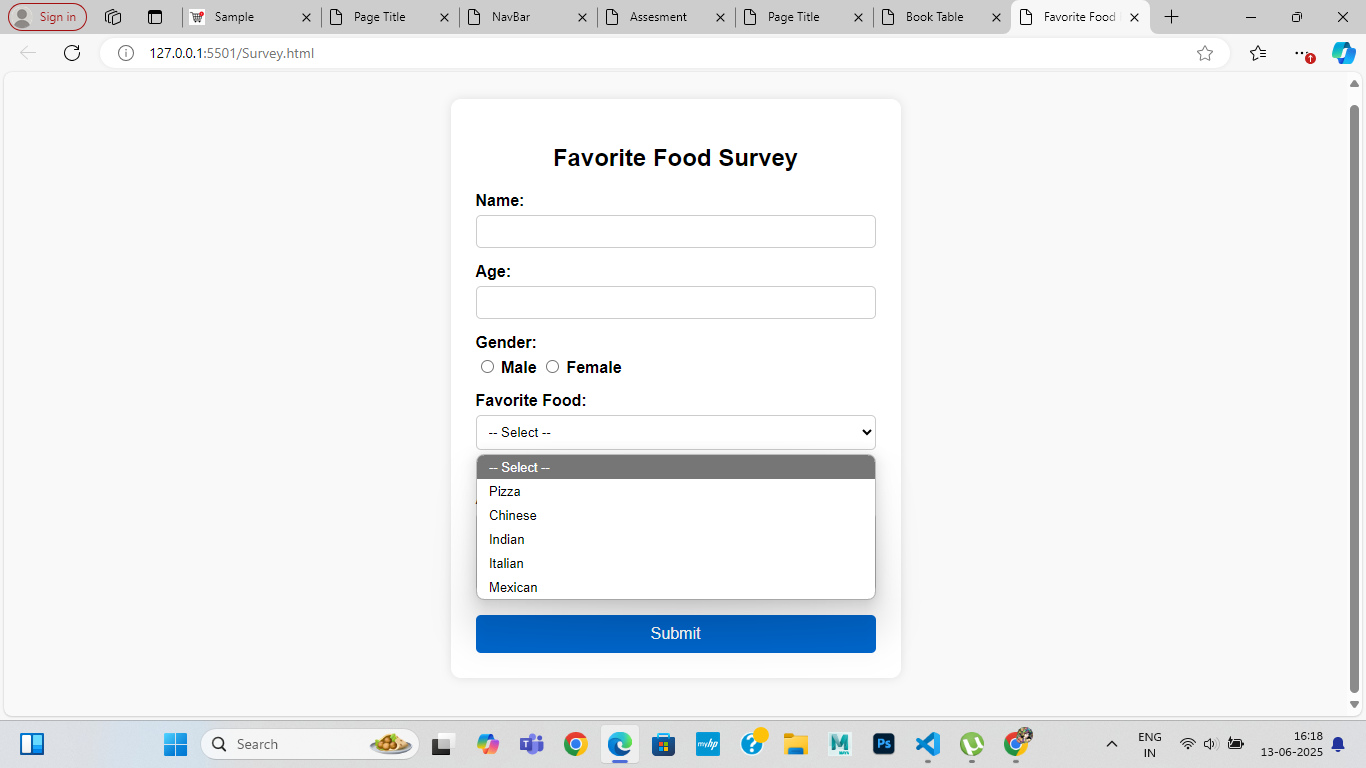 Sign in
Sample
Page Title
NavBar
Assesment
Page Title
Book Table
Favorite Food
127.0.0.1:5501/Survey.html
Favorite Food Survey
Name:
Age:
Gender:
Male Female
Favorite Food:
-- Select --
-- Select --
Pizza
Chinese
Indian
Italian
Mexican
Submit
Search
myhp
Ps
ENG
IN
16:18
13-06-2025